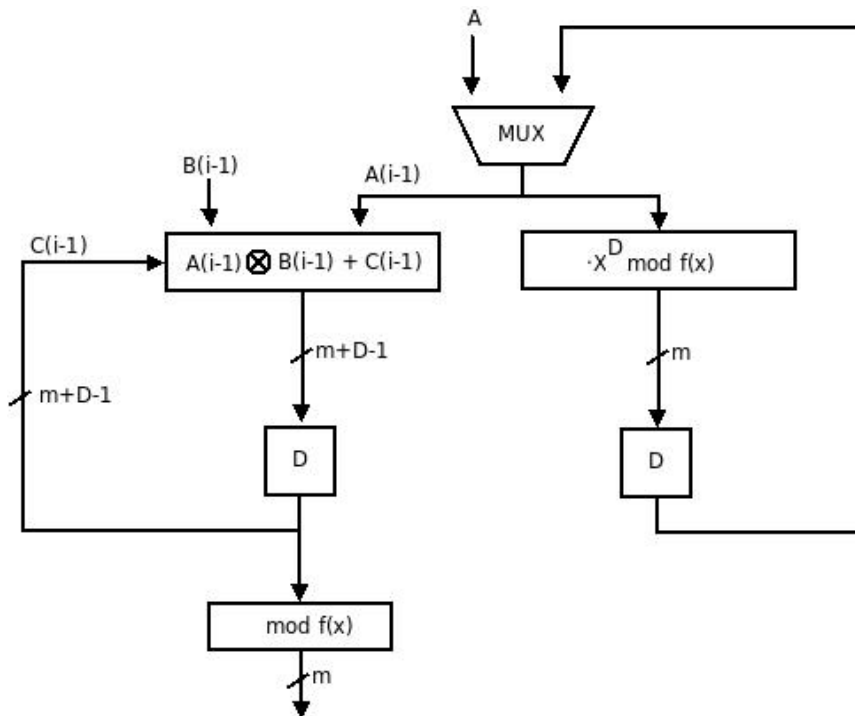 A
MUX
B(i-1)
A(i-1)
C(i-1)
A(i-1) ⊗ B(i-1) + C(i-1)
·X^D mod f(x)
m+D-1
m
m+D-1
D
D
mod f(x)
m